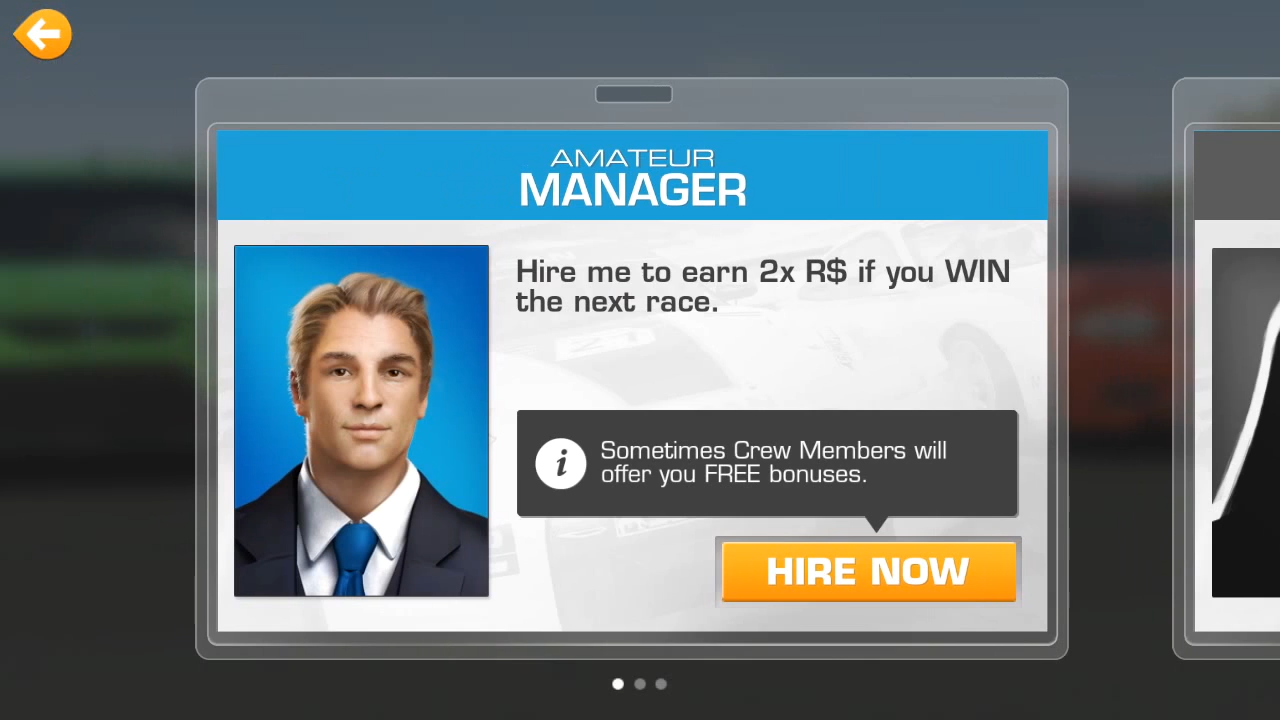 AMATEUR
MANAGER
Hire me to earn 2x R$ if you WIN
the next race.
i
Sometimes Crew Members will
offer you FREE bonuses.
HIRE NOW